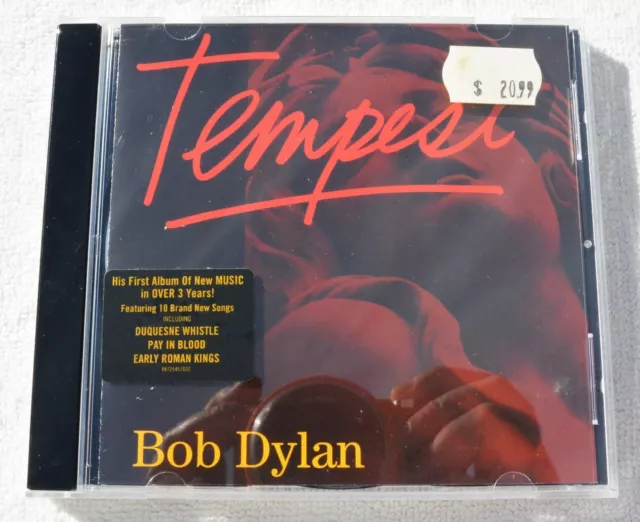 Tempest
$ 20.99
His First Album Of New MUSIC
in OVER 3 Years!
Featuring 10 Brand New Songs
INCLUDING
DUQUESNE WHISTLE
PAY IN BLOOD
EARLY ROMAN KINGS
Bob Dylan